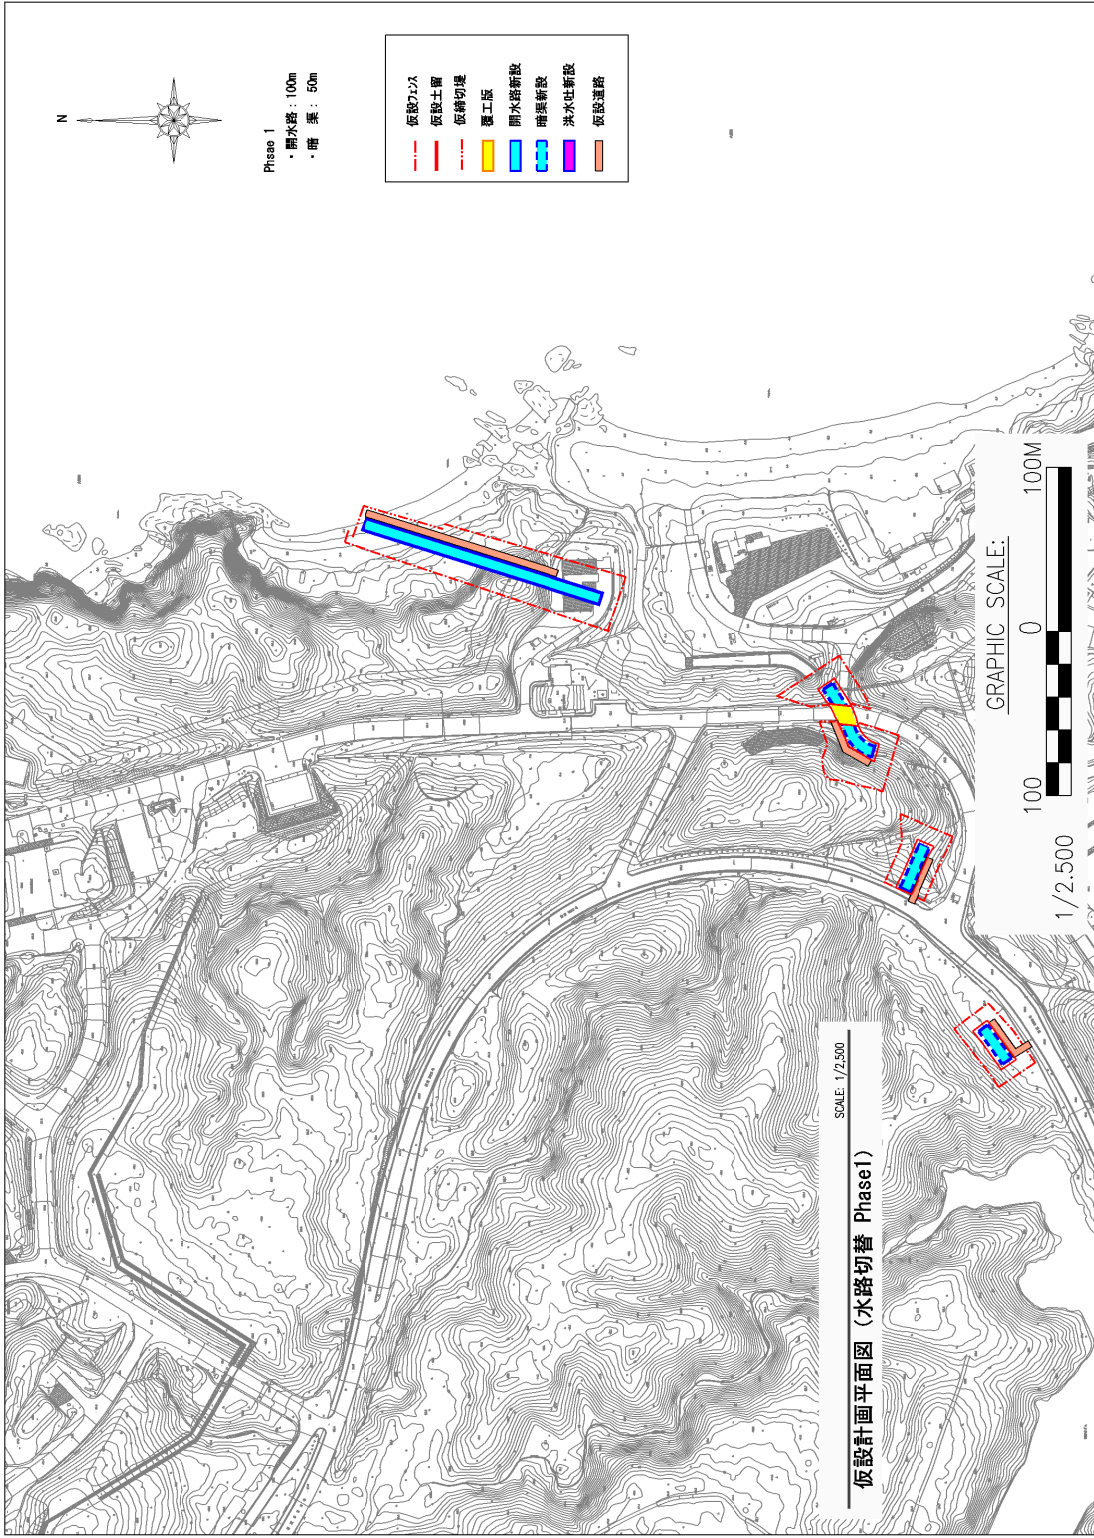 N
Phsae 1
・開水路：100m
・暗　渠： 50m
仮設ﾌｪﾝｽ
仮設土留
仮締切堤
覆工版
開水路新設
暗渠新設
洪水吐新設
仮設道路
GRAPHIC SCALE:
100 0 100M
1/2.500
仮設計画平面図（水路切替 Phase1）
SCALE: 1/2,500